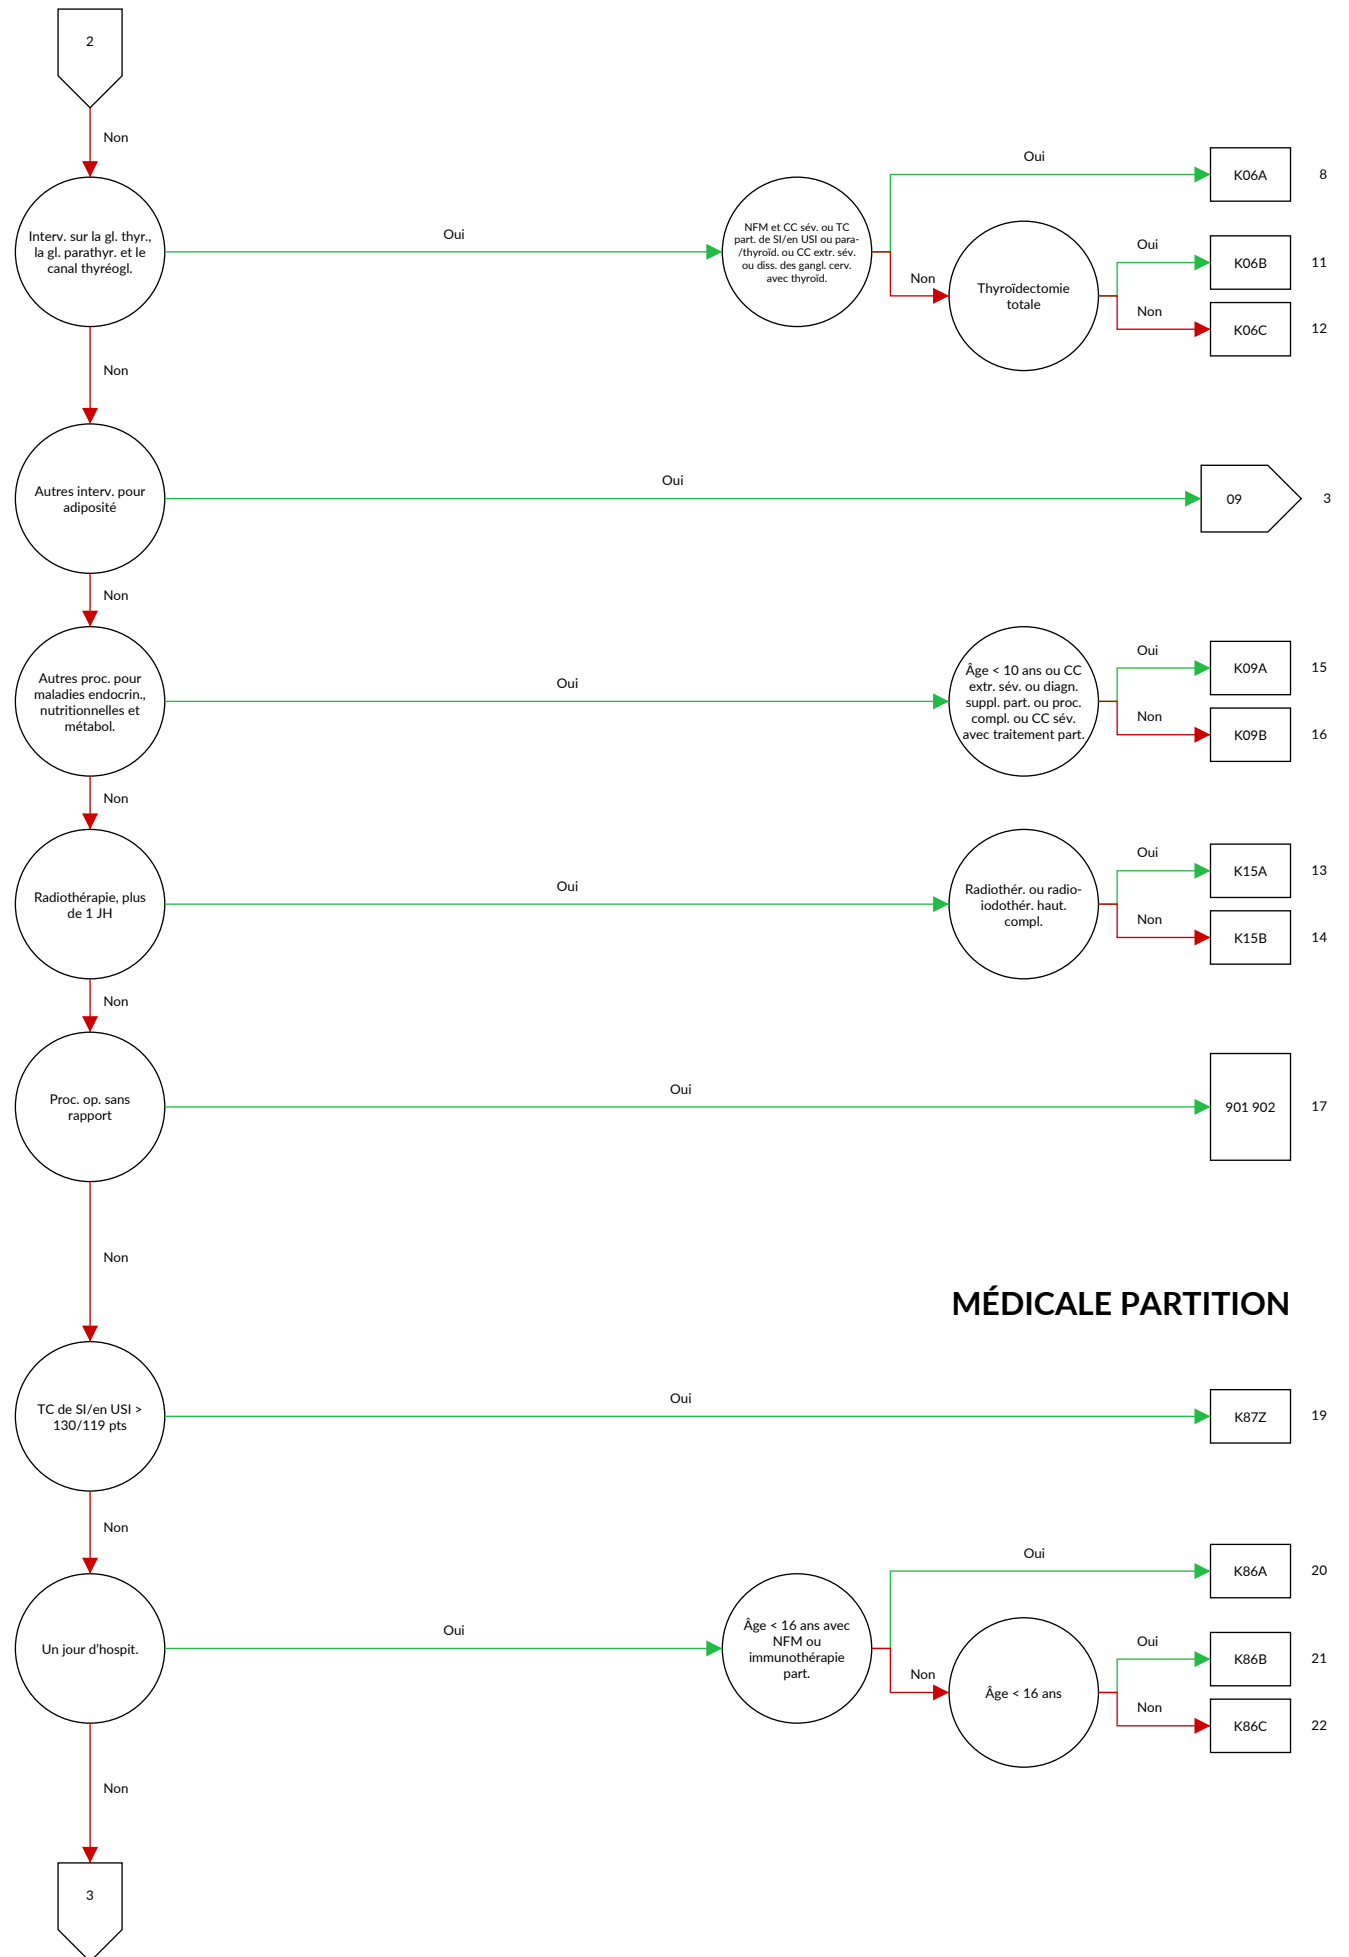 2
Non
Interv. sur la gl. thyr.,
la gl. parathyr. et le
canal thyréogl.
Oui
NFM et CC sév. ou TC
part. de SI/en USI ou para-
/thyroïd. ou CC extr. sév.
ou diss. des gangl. cerv.
avec thyroïd.
Oui
K06A
8
Non
Thyroïdectomie
totale
Oui
K06B
11
Non
K06C
12
Non
Autres interv. pour
adiposité
Oui
09
3
Non
Autres proc. pour
maladies endocrin.,
nutritionnelles et
métabol.
Oui
Âge < 10 ans ou CC
extr. sév. ou diagn.
suppl. part. ou proc.
compl. ou CC sév.
avec traitement part.
Oui
K09A
15
Non
K09B
16
Non
Radiothérapie, plus
de 1 JH
Oui
Radiothér. ou radio-
iodothér. haut.
compl.
Oui
K15A
13
Non
K15B
14
Non
Proc. op. sans
rapport
Oui
901 902
17
Non
MÉDICALE PARTITION
TC de SI/en USI >
130/119 pts
Oui
K87Z
19
Non
Un jour d'hospit.
Oui
Âge < 16 ans avec
NFM ou
immunothérapie
part.
Oui
K86A
20
Non
Âge < 16 ans
Oui
K86B
21
Non
K86C
22
Non
3